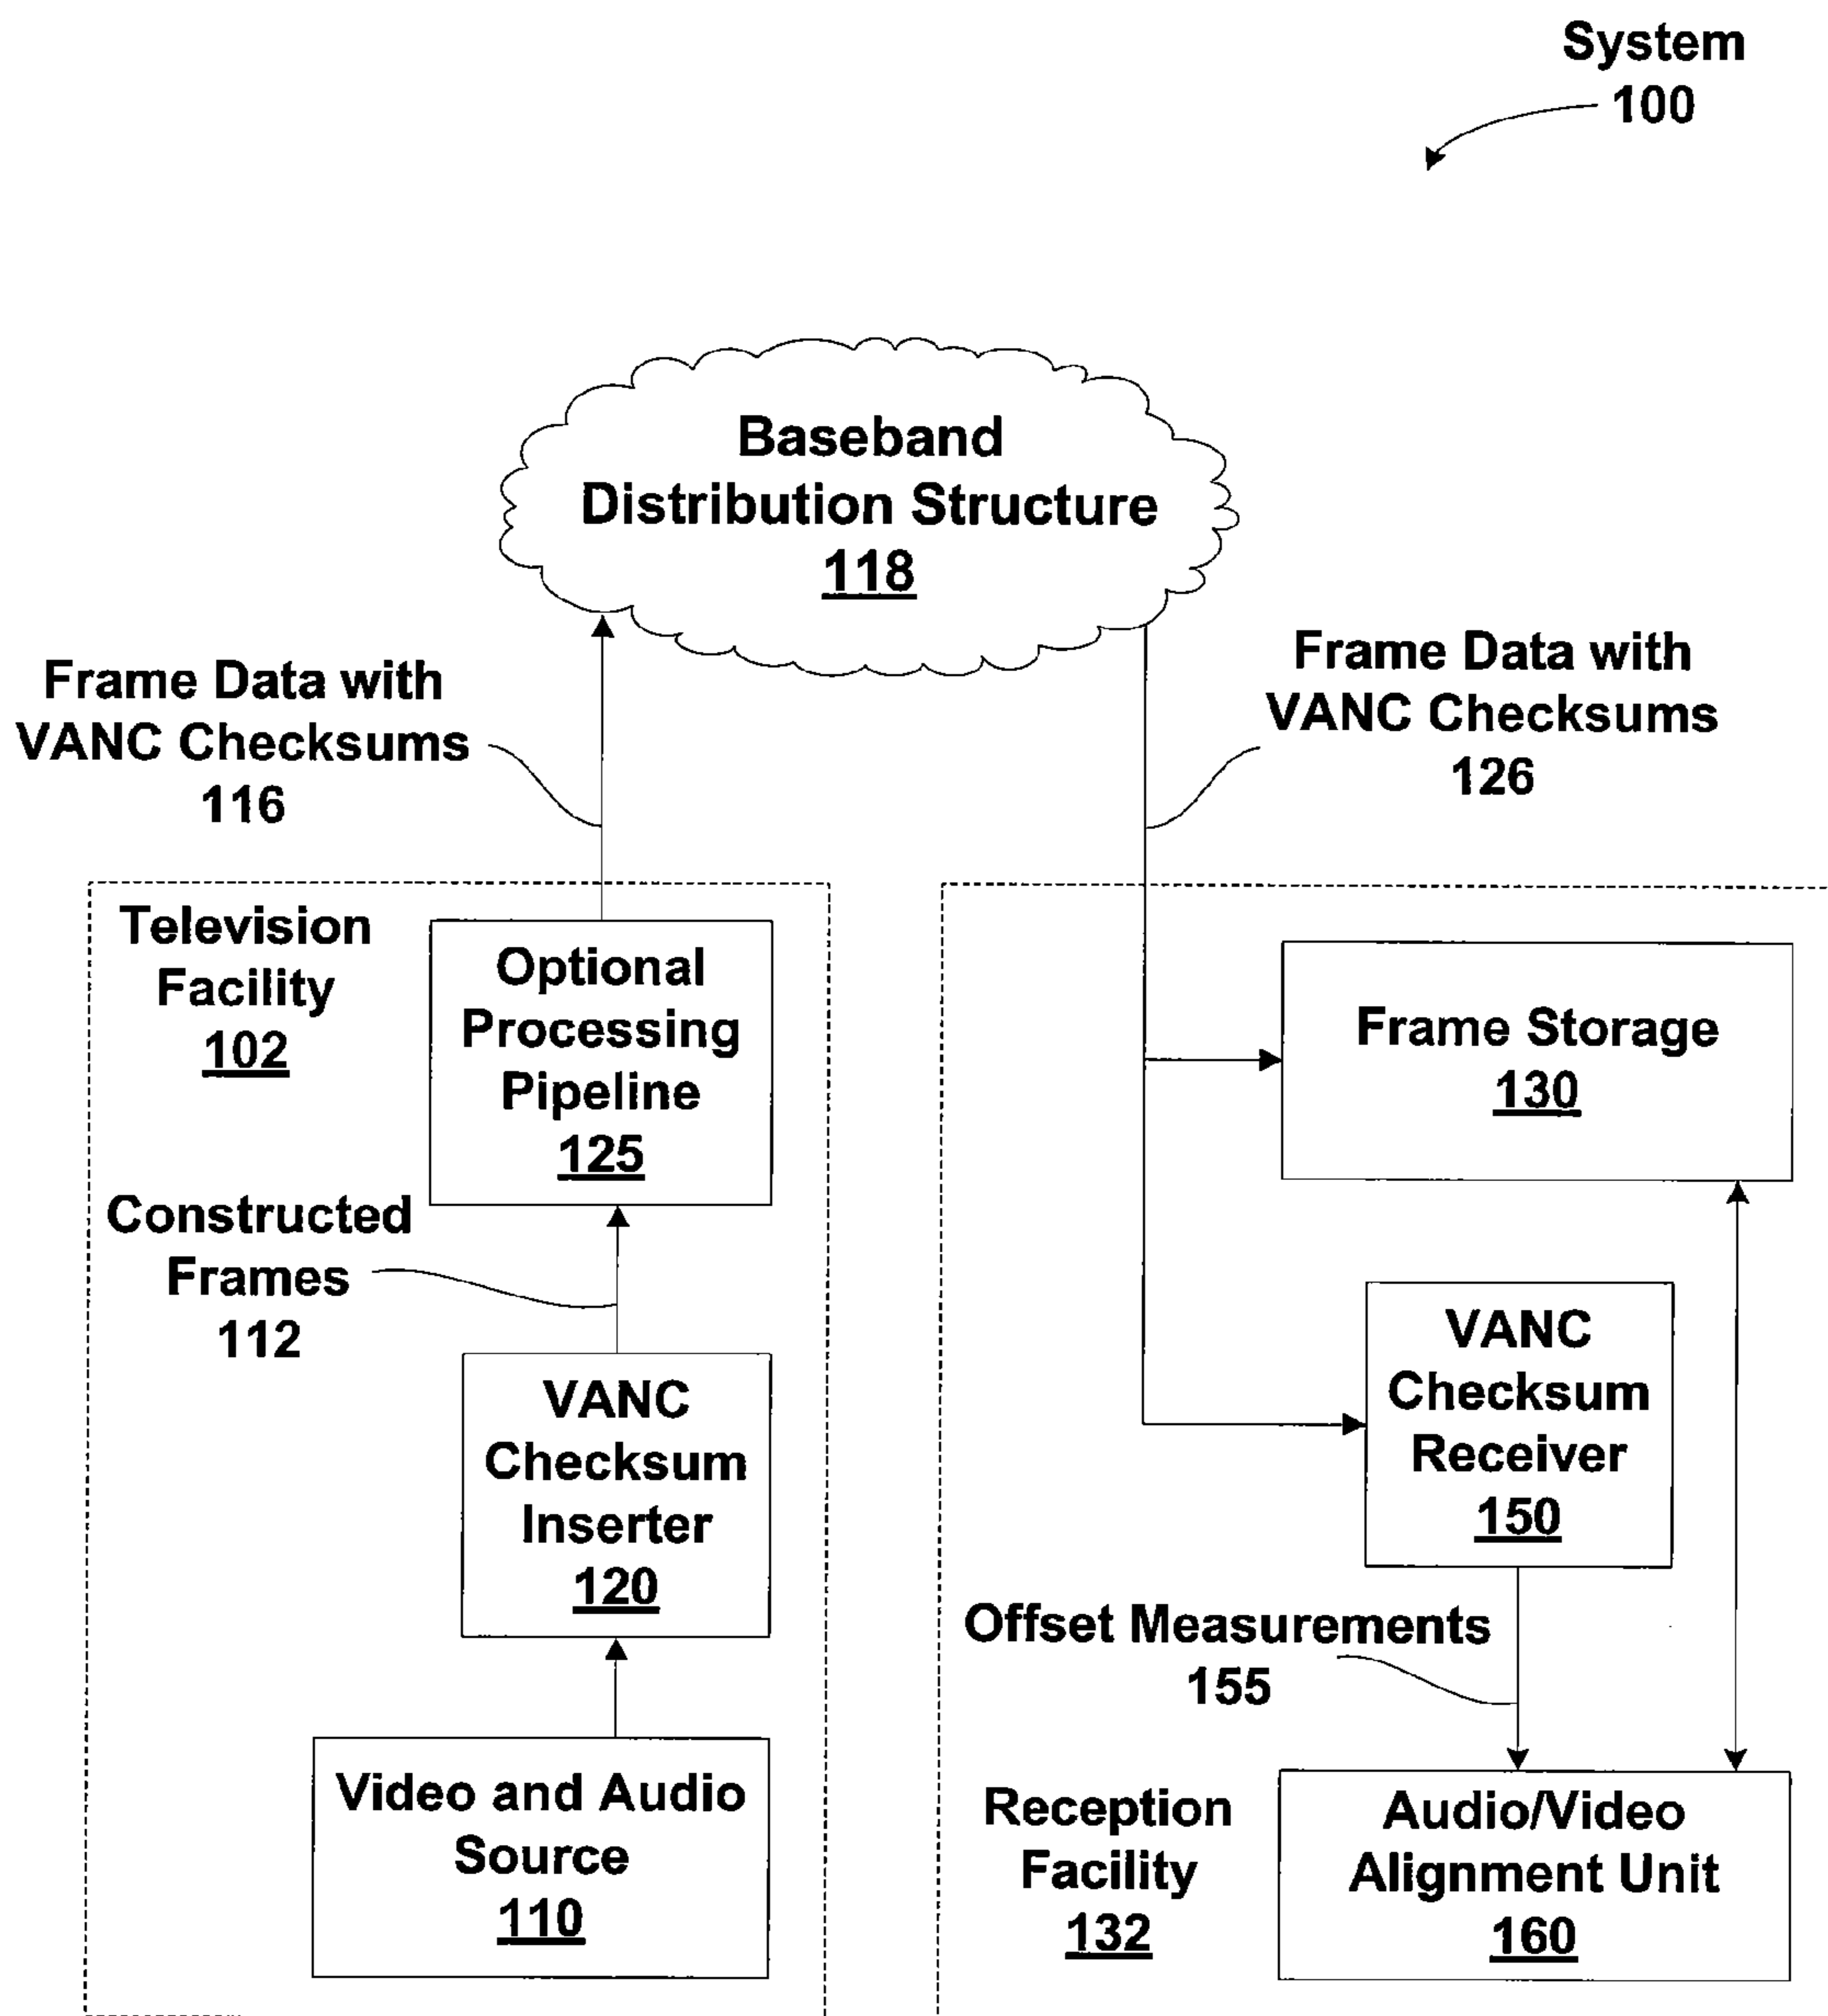 System
100
Baseband
Distribution Structure
118
Frame Data with
VANC Checksums
116
Frame Data with
VANC Checksums
126
Television
Facility
102
Optional
Processing
Pipeline
125
Constructed
Frames
112
VANC
Checksum
Inserter
120
Video and Audio
Source
110
Frame Storage
130
VANC
Checksum
Receiver
150
Offset Measurements
155
Reception
Facility
132
Audio/Video
Alignment Unit
160